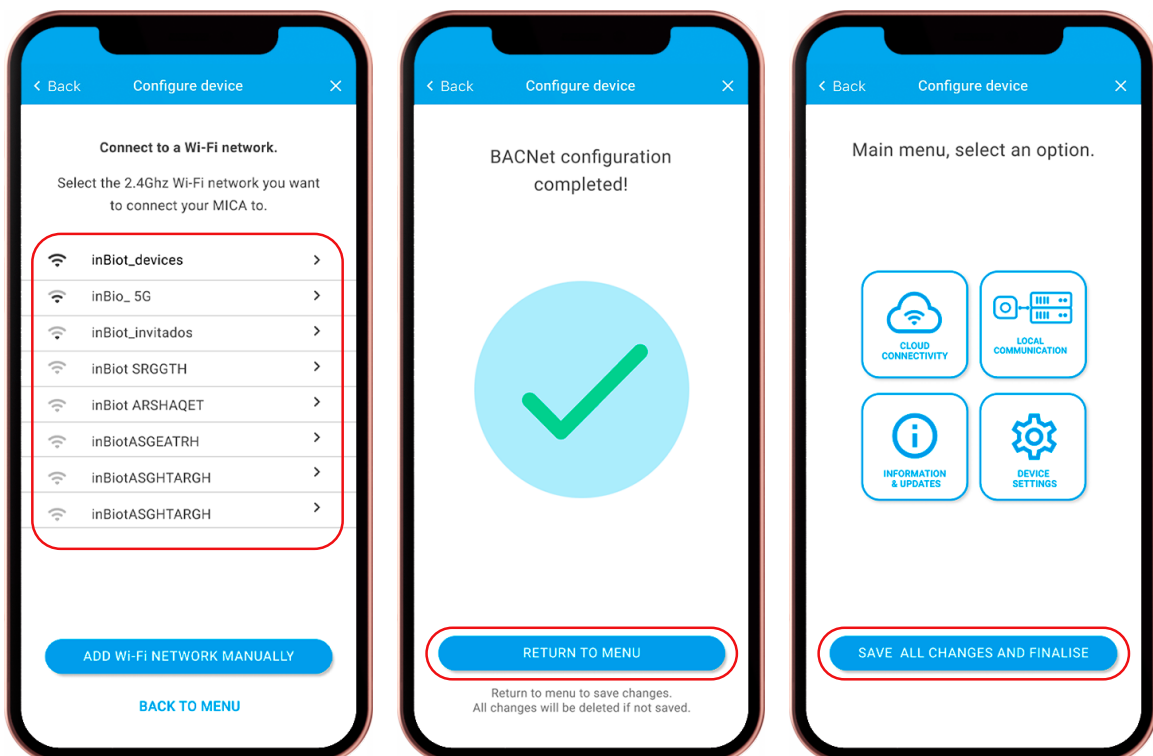 Back
Configure device
Connect to a Wi-Fi network.
Select the 2.4Ghz Wi-Fi network you want
to connect your MICA to.
inBiot_devices
inBio_ 5G
inBiot_invitados
inBiot SRGGTH
inBiot ARSHAQET
inBiotASGEATRH
inBiotASGHTARGH
inBiotASGHTARGH
ADD Wi-Fi NETWORK MANUALLY
BACK TO MENU
Back
Configure device
BACNet configuration
completed!
RETURN TO MENU
Return to menu to save changes.
All changes will be deleted if not saved.
Back
Configure device
Main menu, select an option.
CLOUD
CONNECTIVITY
LOCAL
COMMUNICATION
INFORMATION
& UPDATES
DEVICE
SETTINGS
SAVE ALL CHANGES AND FINALISE